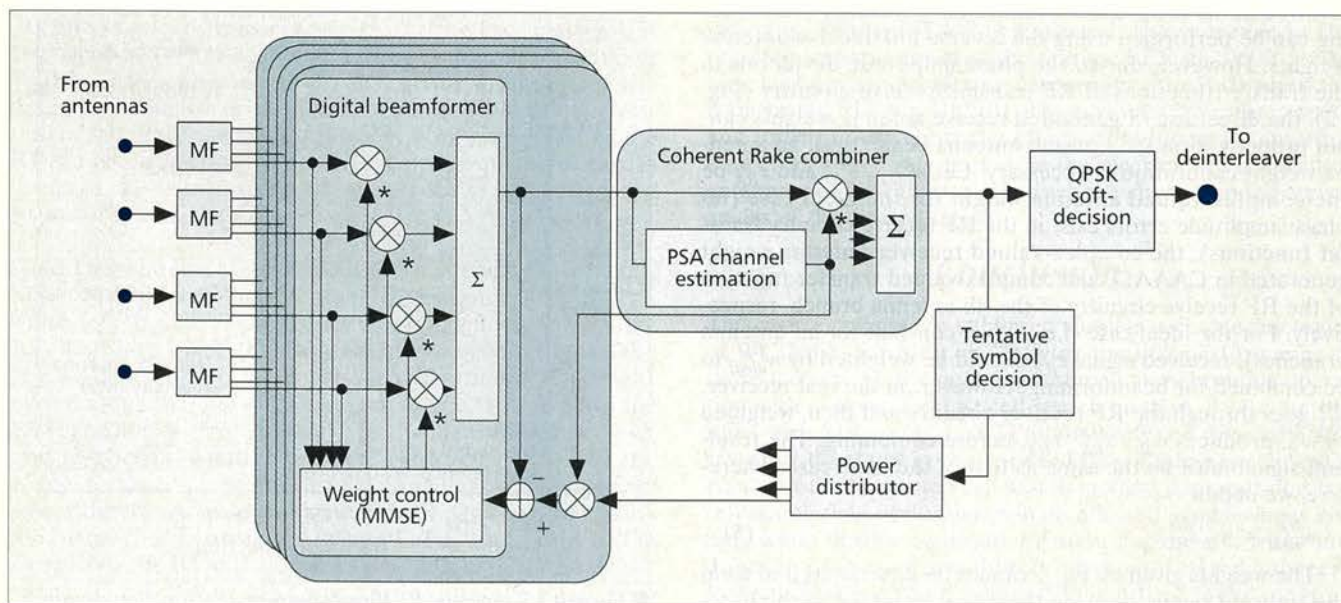 From
antennas
MF
MF
MF
MF
Digital beamformer
*
*
*
*
Σ
Weight control
(MMSE)
−
+
Coherent Rake combiner
*
Σ
PSA channel
estimation
QPSK
soft-
decision
To
deinterleaver
Tentative
symbol
decision
Power
distributor